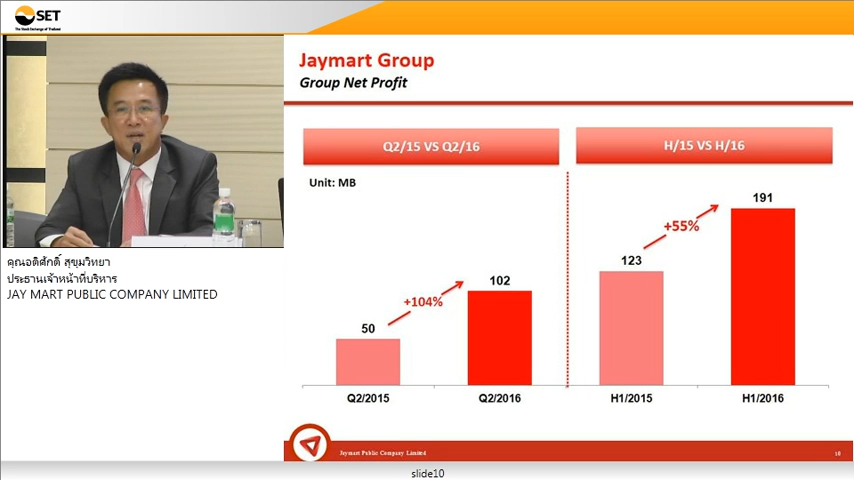 SET
The Stock Exchange of Thailand
Jaymart Group
Group Net Profit
Q2/15 VS Q2/16
H/15 VS H/16
Unit: MB
50
+104%
102
123
+55%
191
Q2/2015
Q2/2016
H1/2015
H1/2016
คุณอดิศักดิ์ สุขุมวิทยา
ประธานเจ้าหน้าที่บริหาร
JAY MART PUBLIC COMPANY LIMITED
Jaymart Public Company Limited
10
slide10